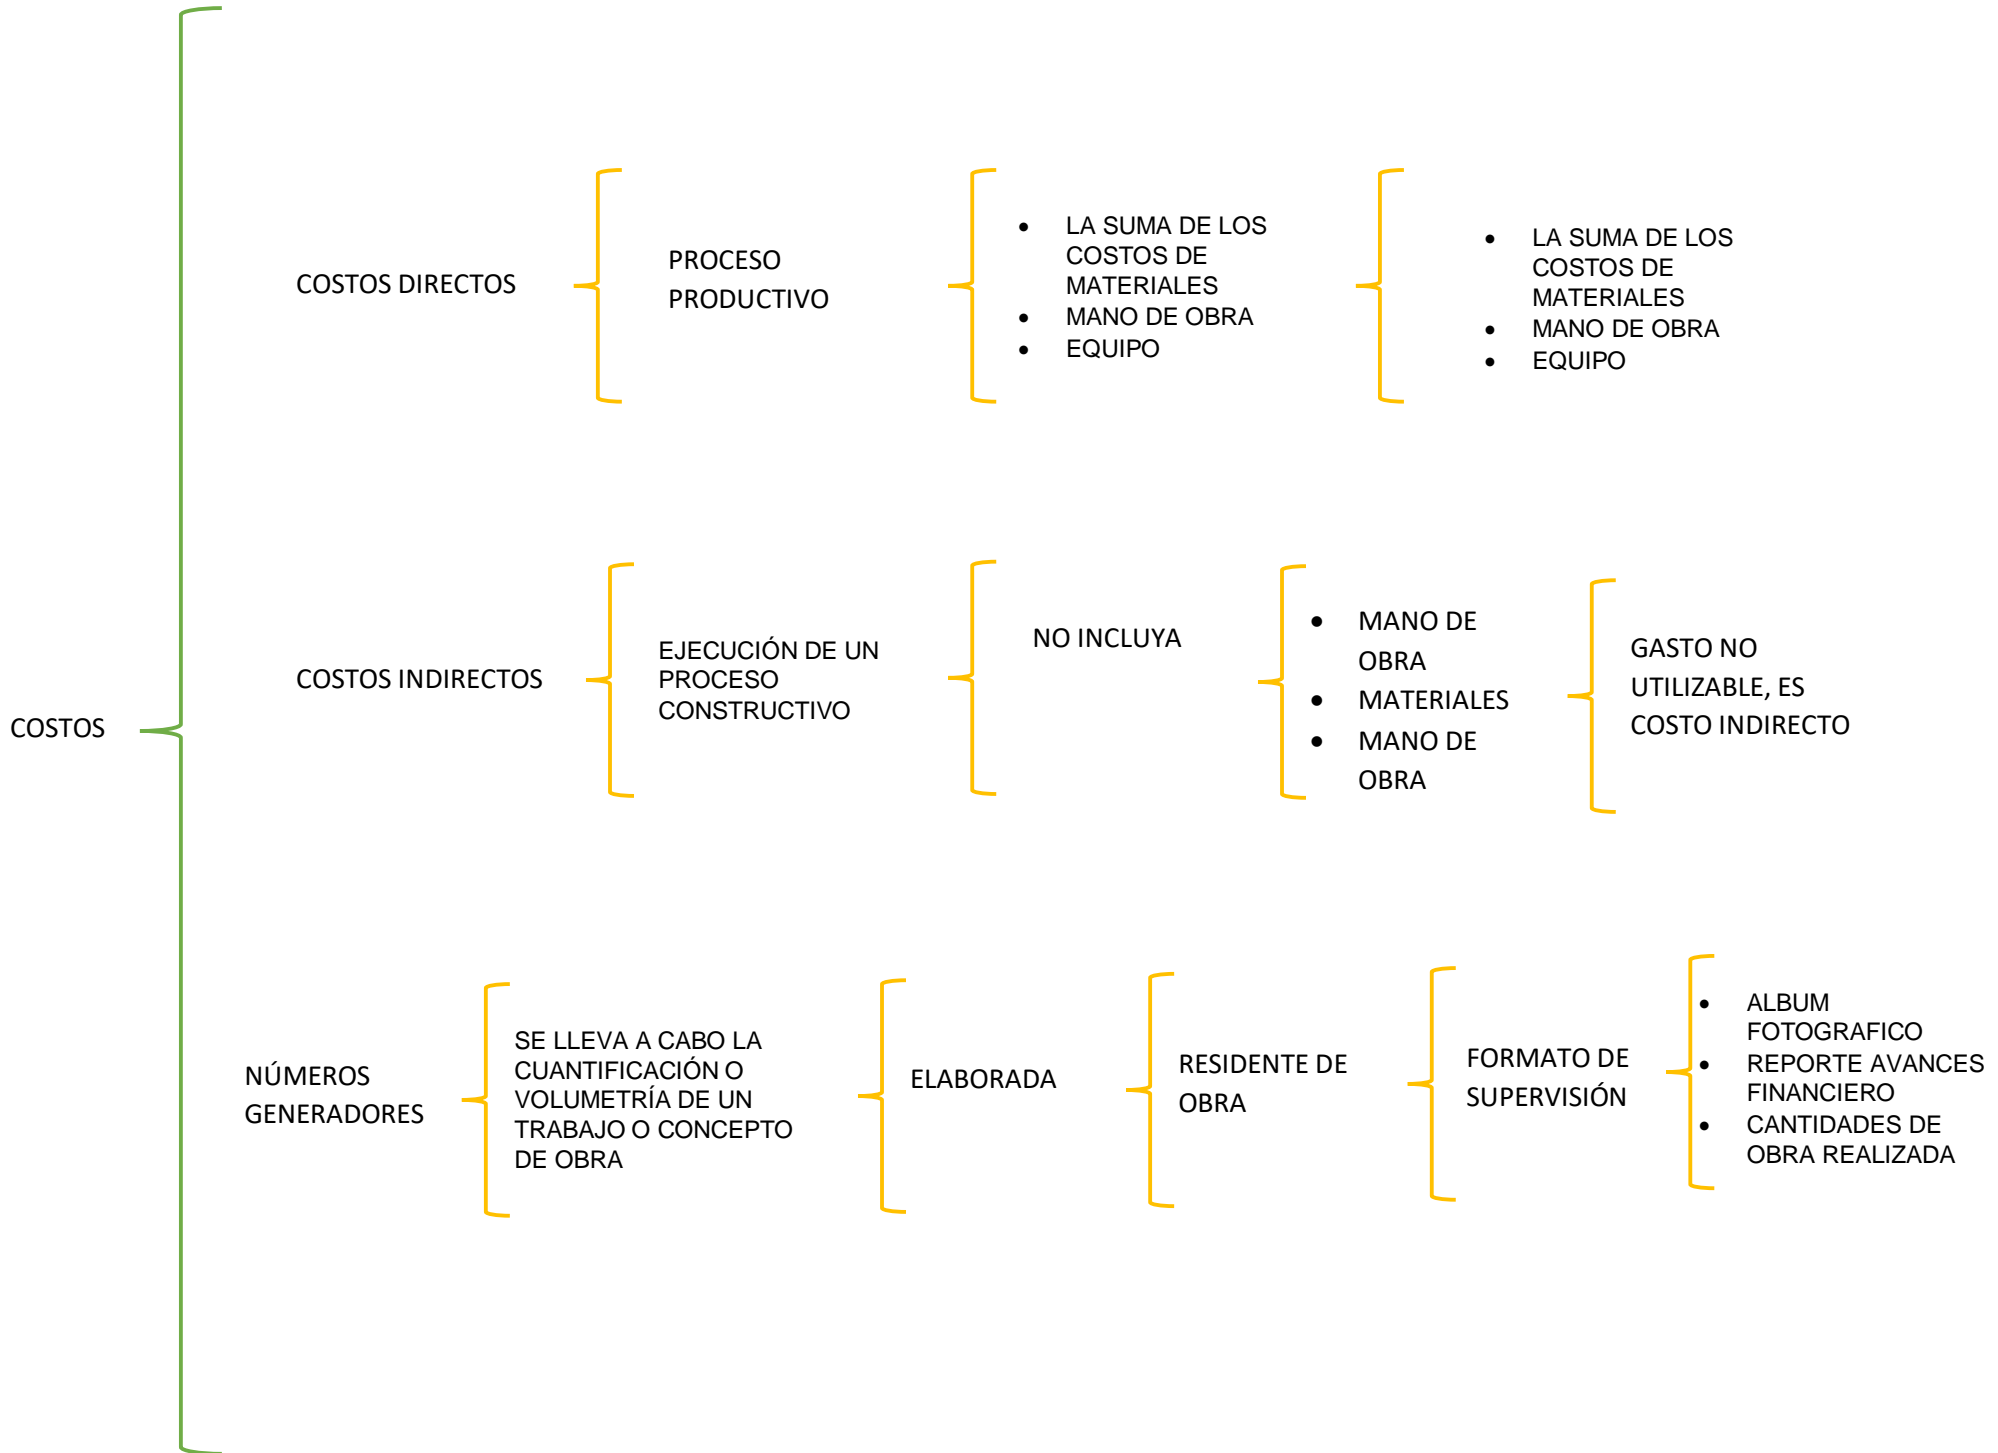 COSTOS
COSTOS DIRECTOS
PROCESO
PRODUCTIVO
• LA SUMA DE LOS
COSTOS DE
MATERIALES
• MANO DE OBRA
• EQUIPO
• LA SUMA DE LOS
COSTOS DE
MATERIALES
• MANO DE OBRA
• EQUIPO
COSTOS INDIRECTOS
EJECUCIÓN DE UN
PROCESO
CONSTRUCTIVO
NO INCLUYA
• MANO DE
OBRA
• MATERIALES
• MANO DE
OBRA
GASTO NO
UTILIZABLE, ES
COSTO INDIRECTO
NÚMEROS
GENERADORES
SE LLEVA A CABO LA
CUANTIFICACIÓN O
VOLUMETRÍA DE UN
TRABAJO O CONCEPTO
DE OBRA
ELABORADA
RESIDENTE DE
OBRA
FORMATO DE
SUPERVISIÓN
• ALBUM
FOTOGRAFICO
• REPORTE AVANCES
FINANCIERO
• CANTIDADES DE
OBRA REALIZADA